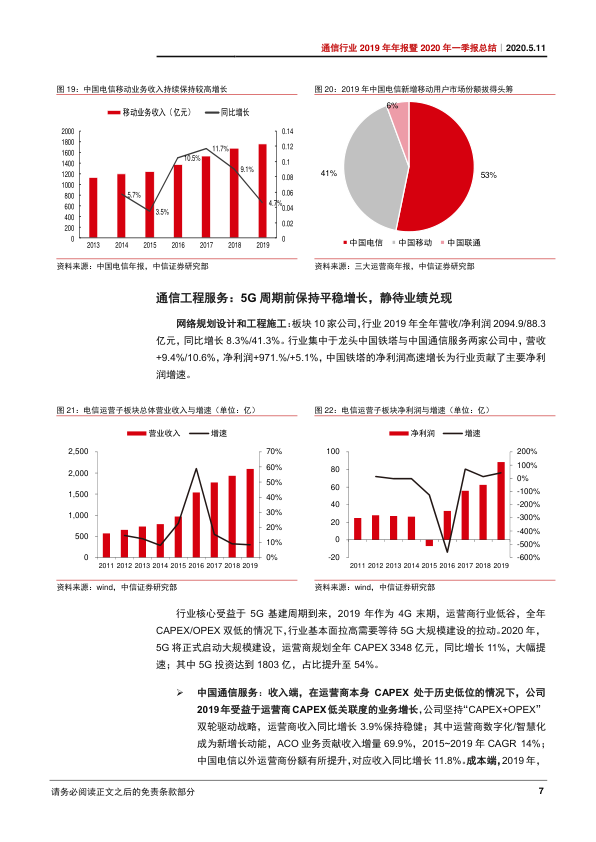 通信行业 2019 年年报暨 2020 年一季报总结｜2020.5.11
图 19：中国电信移动业务收入持续保持较高增长
移动业务收入（亿元） 同比增长
2000
1800
1600
1400
1200
1000
800
600
400
200
0
0.14
0.12
0.1
0.08
0.06
0.04
0.02
0
5.7%
3.5%
10.5%
11.7%
9.1%
4.7%
2013 2014 2015 2016 2017 2018 2019
资料来源：中国电信年报，中信证券研究部
图 20：2019 年中国电信新增移动用户市场份额拔得头筹
6%
41%
53%
中国电信 中国移动 中国联通
资料来源：三大运营商年报，中信证券研究部
通信工程服务：5G 周期前保持平稳增长，静待业绩兑现
网络规划设计和工程施工：板块 10 家公司，行业 2019 年全年营收/净利润 2094.9/88.3
亿元，同比增长 8.3%/41.3%。行业集中于龙头中国铁塔与中国通信服务两家公司中，营收
+9.4%/10.6%，净利润+971.%/+5.1%，中国铁塔的净利润高速增长为行业贡献了主要净利
润增速。
图 21：电信运营子板块总体营业收入与增速（单位：亿）
营业收入 增速
2,500
2,000
1,500
1,000
500
0
70%
60%
50%
40%
30%
20%
10%
0%
2011 2012 2013 2014 2015 2016 2017 2018 2019
资料来源：wind，中信证券研究部
图 22：电信运营子板块净利润与增速（单位：亿）
净利润 增速
100
80
60
40
20
0
-20
200%
100%
0%
-100%
-200%
-300%
-400%
-500%
-600%
2011 2012 2013 2014 2015 2016 2017 2018 2019
资料来源：wind，中信证券研究部
行业核心受益于 5G 基建周期到来，2019 年作为 4G 末期，运营商行业低谷，全年
CAPEX/OPEX 双低的情况下，行业基本面拉高需要等待 5G 大规模建设的拉动。2020 年，
5G 将正式启动大规模建设，运营商规划全年 CAPEX 3348 亿元，同比增长 11%，大幅提
速；其中 5G 投资达到 1803 亿，占比提升至 54%。
➢ 中国通信服务：收入端，在运营商本身 CAPEX 处于历史低位的情况下，公司
2019 年受益于运营商 CAPEX 低关联度的业务增长，公司坚持“CAPEX+OPEX”
双轮驱动战略，运营商收入同比增长 3.9%保持稳健；其中运营商数字化/智慧化
成为新增长动能，ACO 业务贡献收入增量 69.9%，2015~2019 年 CAGR 14%；
中国电信以外运营商份额有所提升，对应收入同比增长 11.8%。成本端，2019 年，
请务必阅读正文之后的免责条款部分
7